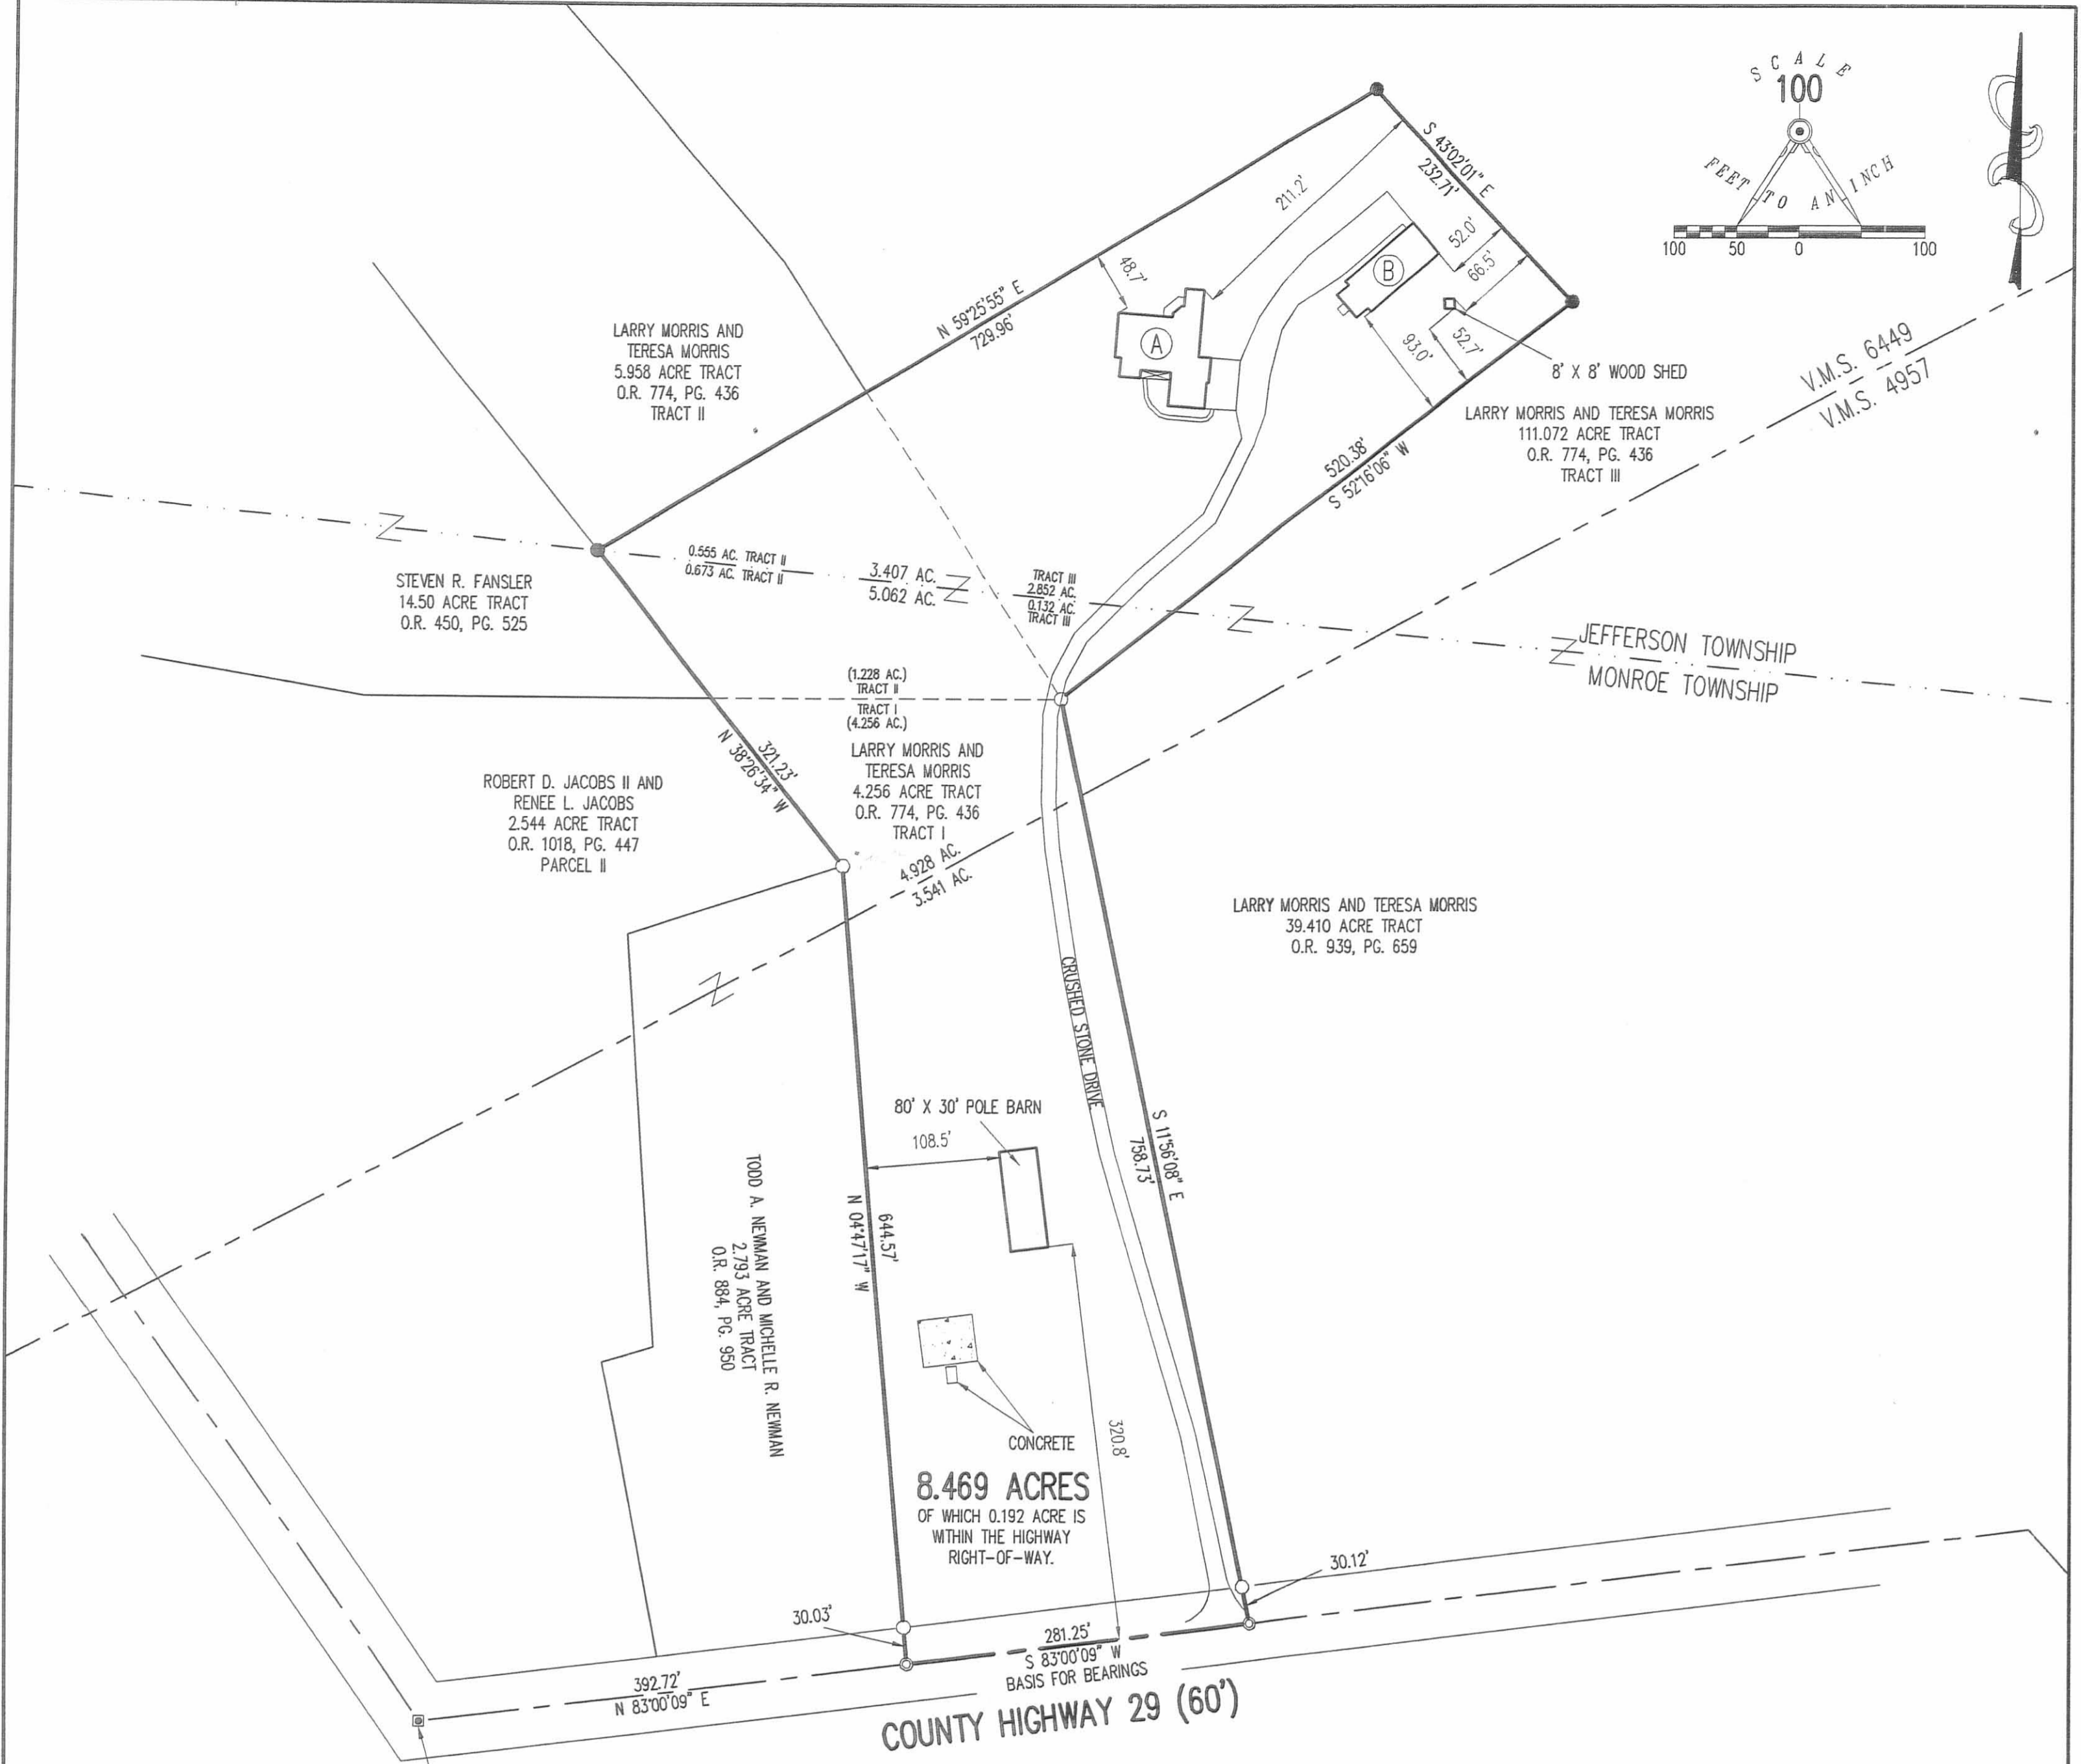 SCALE
100
FEET TO AN INCH
100 50 0 100
S 43°02'01" E
232.71'
211.2'
52.0'
66.5'
48.7'
N 59°25'55" E
729.96'
A
B
93.0'
52.7'
8' X 8' WOOD SHED
V.M.S. 6449
V.M.S. 4957
LARRY MORRIS AND
TERESA MORRIS
5.958 ACRE TRACT
O.R. 774, PG. 436
TRACT II
LARRY MORRIS AND TERESA MORRIS
111.072 ACRE TRACT
O.R. 774, PG. 436
TRACT III
520.38'
S 52°16'06" W
STEVEN R. FANSLER
14.50 ACRE TRACT
O.R. 450, PG. 525
0.555 AC. TRACT II
0.673 AC. TRACT II
3.407 AC.
5.062 AC.
TRACT III
2.852 AC.
0.132 AC.
TRACT III
JEFFERSON TOWNSHIP
MONROE TOWNSHIP
(1.228 AC.)
TRACT II
TRACT I
(4.256 AC.)
LARRY MORRIS AND
TERESA MORRIS
4.256 ACRE TRACT
O.R. 774, PG. 436
TRACT I
321.23'
N 38°26'34" W
ROBERT D. JACOBS II AND
RENEE L. JACOBS
2.544 ACRE TRACT
O.R. 1018, PG. 447
PARCEL II
4.928 AC.
3.541 AC.
LARRY MORRIS AND TERESA MORRIS
39.410 ACRE TRACT
O.R. 939, PG. 659
CRUSHED STONE DRIVE
80' X 30' POLE BARN
108.5'
S 11°56'08" E
758.73'
TODD A. NEWMAN AND MICHELLE R. NEWMAN
2.793 ACRE TRACT
O.R. 884, PG. 950
644.57'
N 04°47'17" W
CONCRETE
320.8'
8.469 ACRES
OF WHICH 0.192 ACRE IS
WITHIN THE HIGHWAY
RIGHT-OF-WAY.
30.12'
30.03'
281.25'
S 83°00'09" W
BASIS FOR BEARINGS
392.72'
N 83°00'09" E
COUNTY HIGHWAY 29 (60')